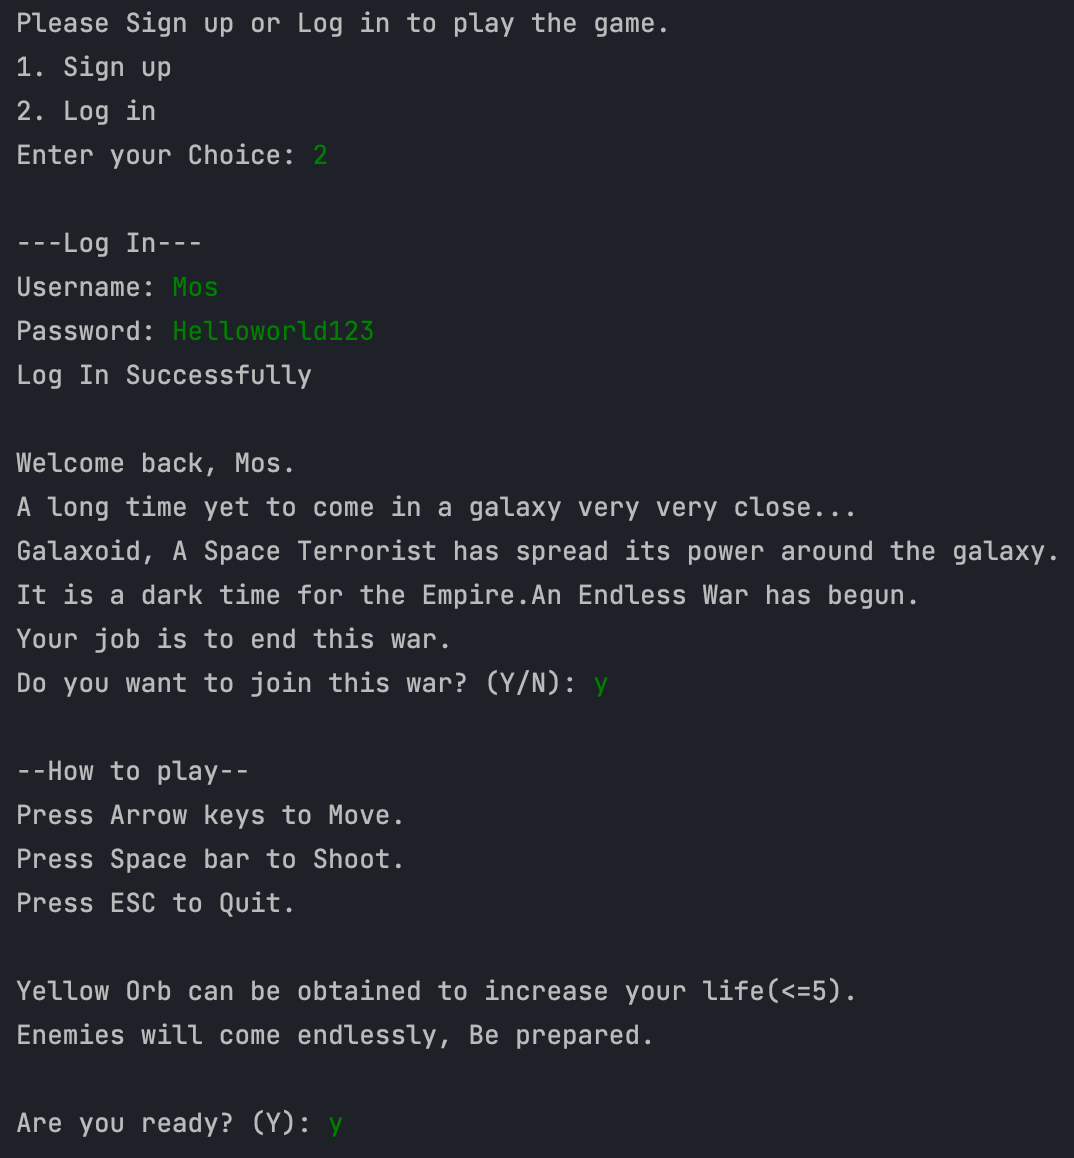 Please Sign up or Log in to play the game.
1. Sign up
2. Log in
Enter your Choice: 2
---Log In---
Username: Mos
Password: Helloworld123
Log In Successfully
Welcome back, Mos.
A long time yet to come in a galaxy very very close...
Galaxoid, A Space Terrorist has spread its power around the galaxy.
It is a dark time for the Empire.An Endless War has begun.
Your job is to end this war.
Do you want to join this war? (Y/N): y
--How to play--
Press Arrow keys to Move.
Press Space bar to Shoot.
Press ESC to Quit.
Yellow Orb can be obtained to increase your life(<=5).
Enemies will come endlessly, Be prepared.
Are you ready? (Y): y